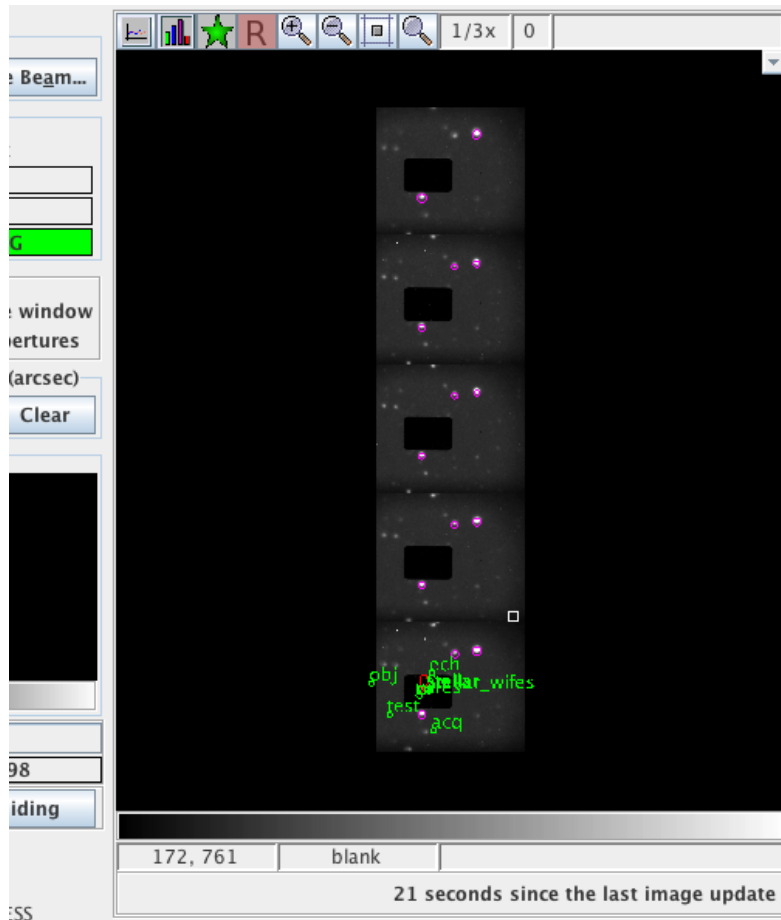 R
1/3x
0
e Beam...
G
e window
pertures
(arcsec)
Clear
98
iding
ESS
obj
och
Stellar_wifes
test
acq
172, 761
blank
21 seconds since the last image update